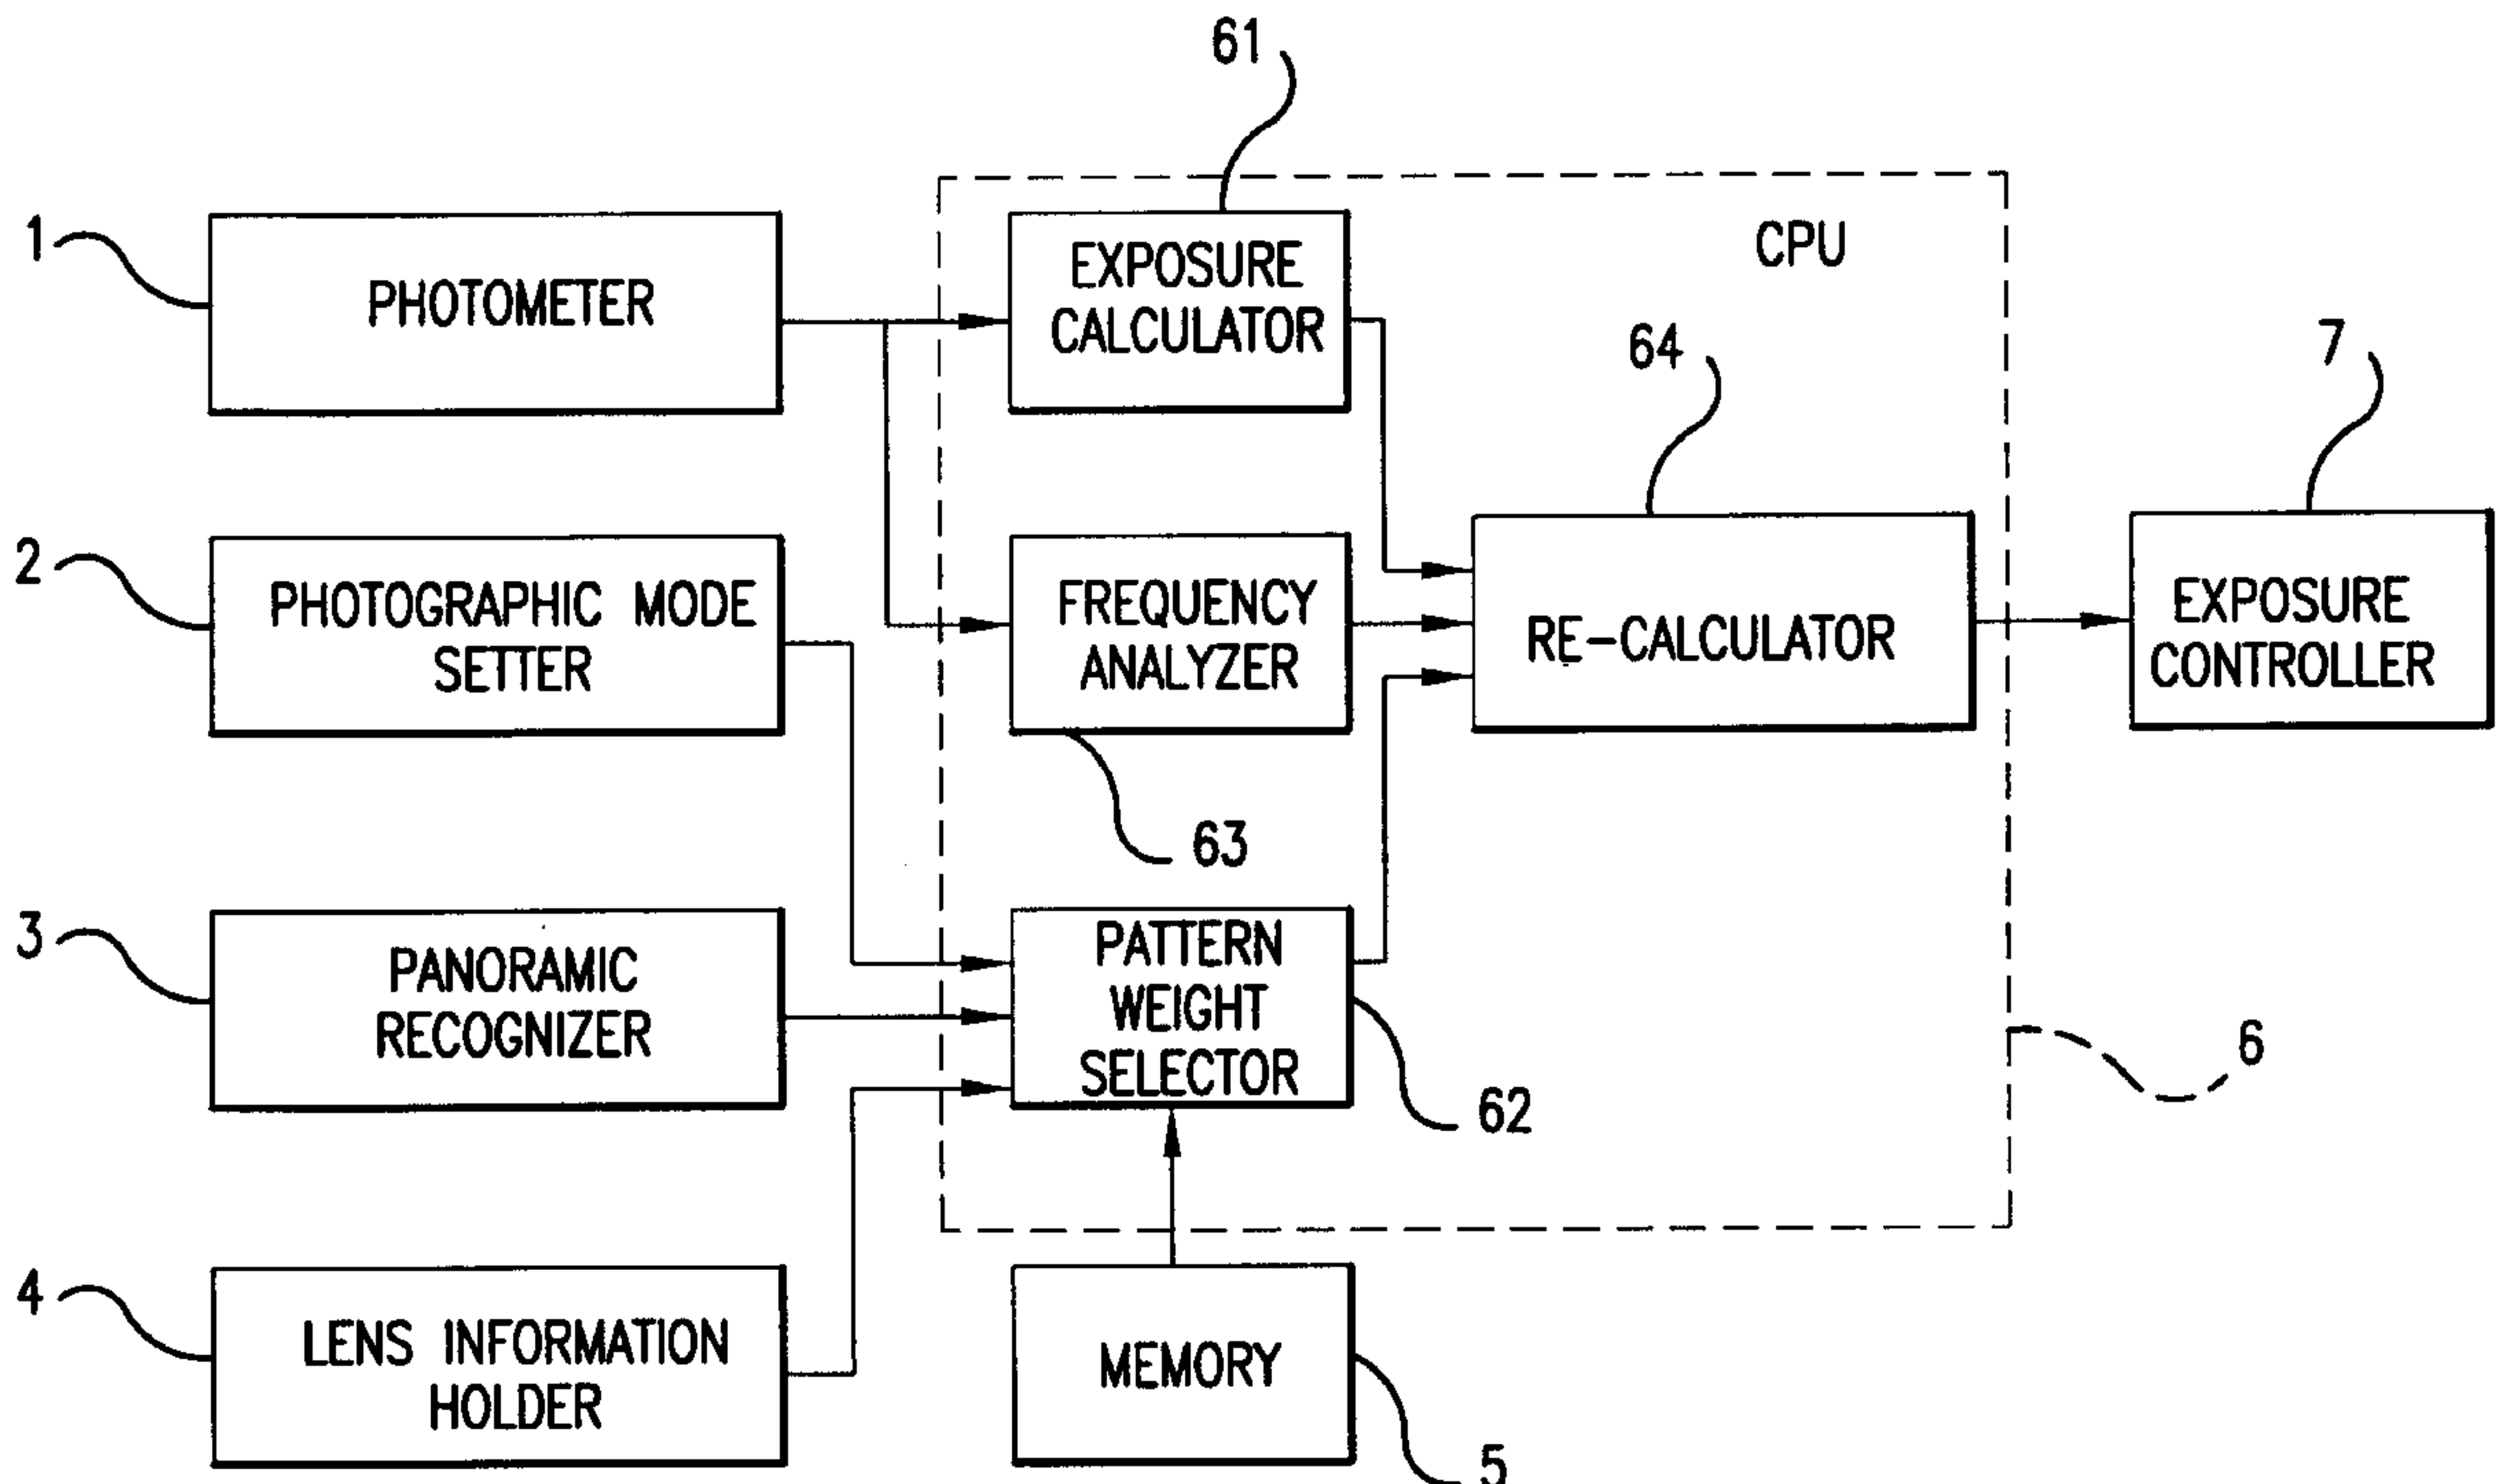 61
CPU
1
PHOTOMETER
EXPOSURE
CALCULATOR
64
7
2
PHOTOGRAPHIC MODE
SETTER
FREQUENCY
ANALYZER
RE-CALCULATOR
EXPOSURE
CONTROLLER
63
3
PANORAMIC
RECOGNIZER
PATTERN
WEIGHT
SELECTOR
62
6
4
LENS INFORMATION
HOLDER
MEMORY
5